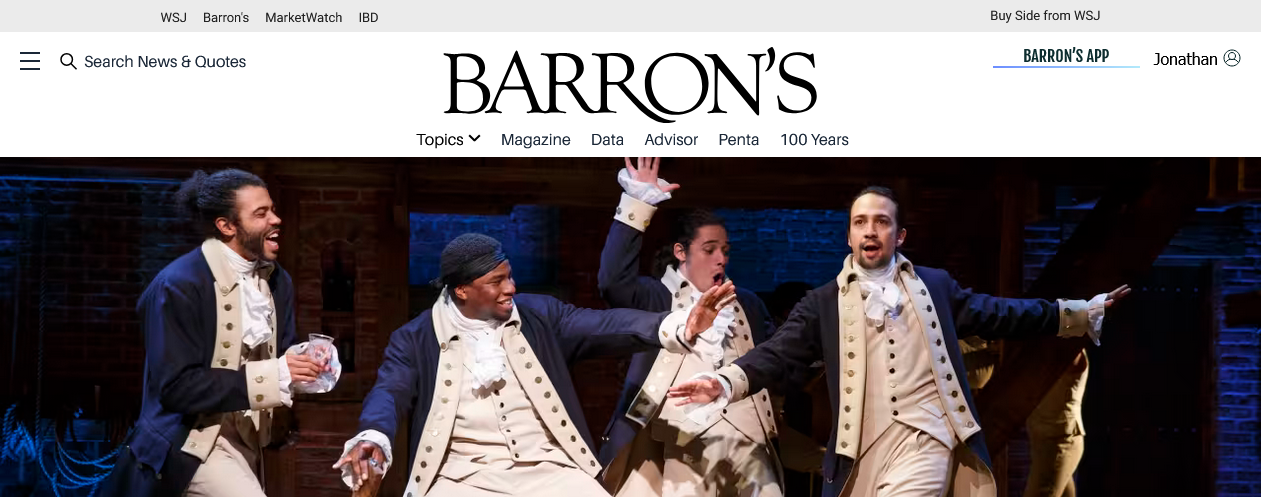 WSJ Barron's MarketWatch IBD Buy Side from WSJ
Search News & Quotes BARRON'S BARRON'S APP Jonathan
Topics Magazine Data Advisor Penta 100 Years